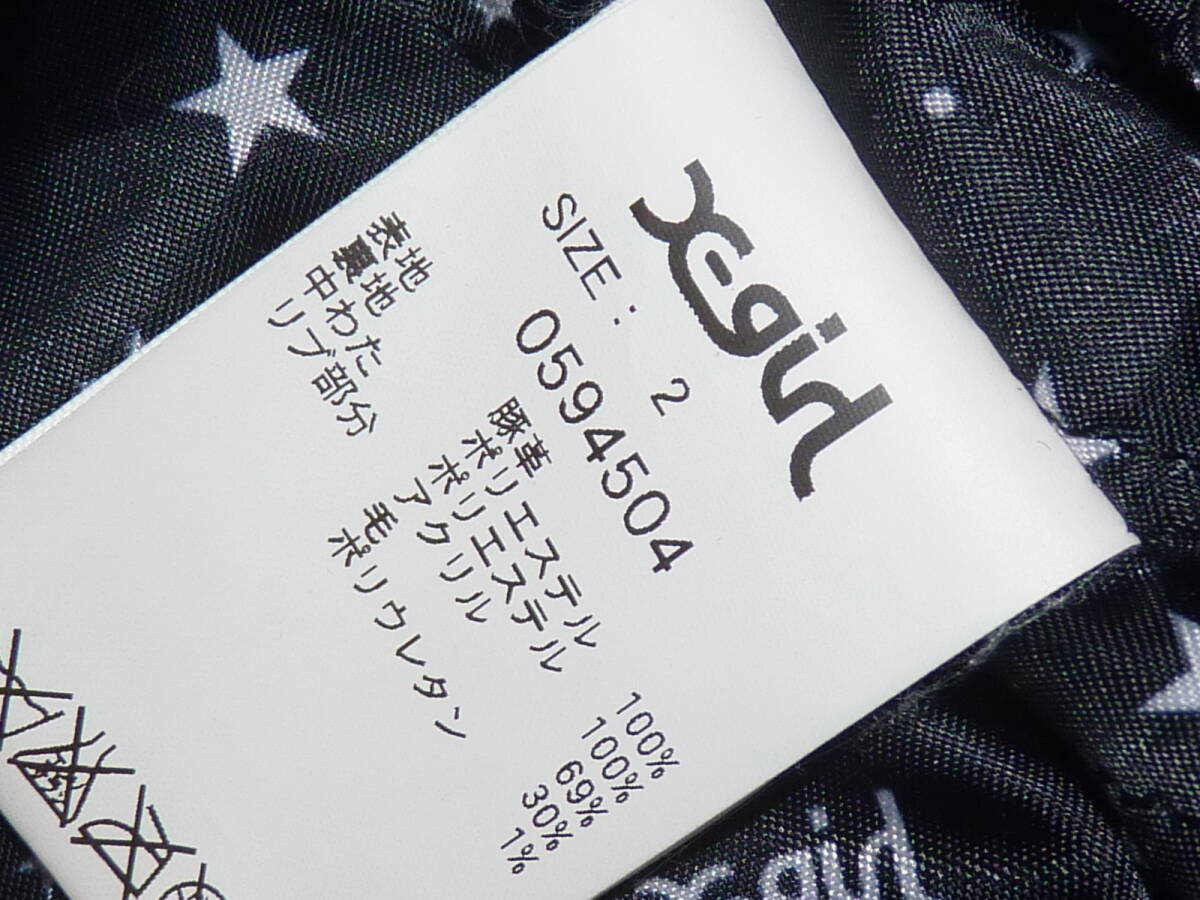 X-girl
SIZE : 2
0594504
表地 豚革
裏地 ポリエステル 100%
中わた ポリエステル 100%
リブ部分 アクリル 69%
毛 30%
ポリウレタン 1%
X-girl